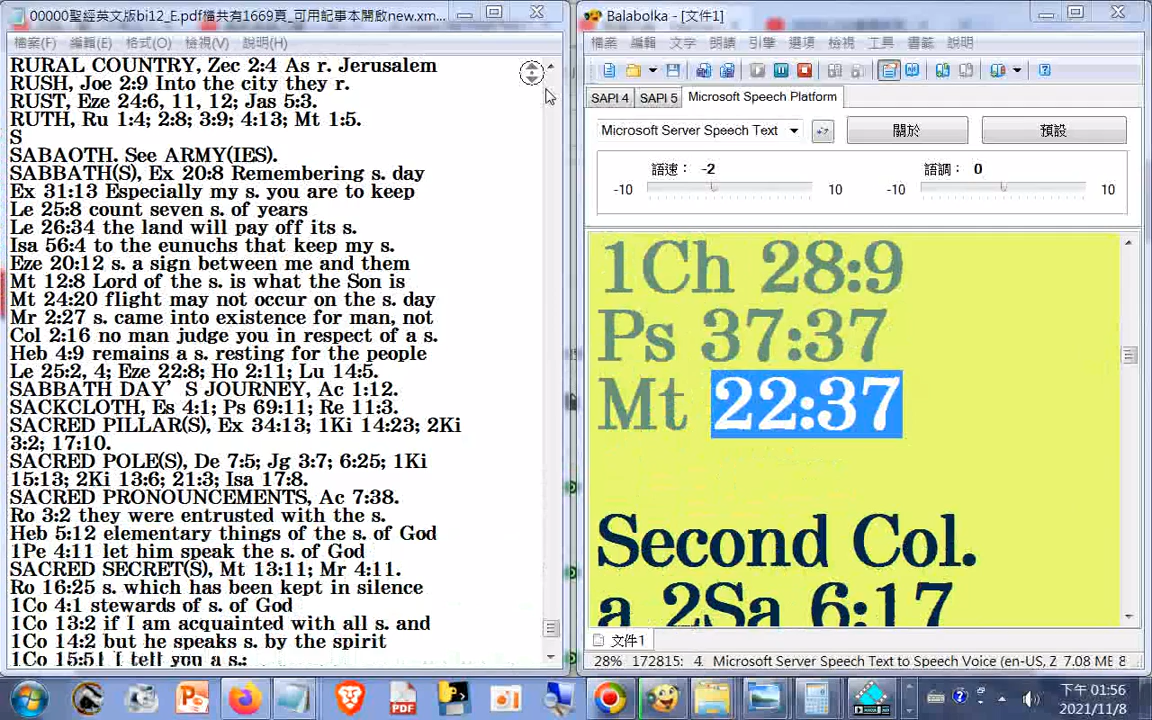 00000聖經英文版bi12_E.pdf檔共有1669頁_可用記事本開啟new.xm...
檔案(F) 編輯(E) 格式(O) 檢視(V) 說明(H)
RURAL COUNTRY, Zec 2:4 As r. Jerusalem
RUSH, Joe 2:9 Into the city they r.
RUST, Eze 24:6, 11, 12; Jas 5:3.
RUTH, Ru 1:4; 2:8; 3:9; 4:13; Mt 1:5.
S
SABAOTH. See ARMY(IES).
SABBATH(S), Ex 20:8 Remembering s. day
Ex 31:13 Especially my s. you are to keep
Le 25:8 count seven s. of years
Le 26:34 the land will pay off its s.
Isa 56:4 to the eunuchs that keep my s.
Eze 20:12 s. a sign between me and them
Mt 12:8 Lord of the s. is what the Son is
Mt 24:20 flight may not occur on the s. day
Mr 2:27 s. came into existence for man, not
Col 2:16 no man judge you in respect of a s.
Heb 4:9 remains a s. resting for the people
Le 25:2, 4; Eze 22:8; Ho 2:11; Lu 14:5.
SABBATH DAY’S JOURNEY, Ac 1:12.
SACKCLOTH, Es 4:1; Ps 69:11; Re 11:3.
SACRED PILLAR(S), Ex 34:13; 1Ki 14:23; 2Ki
3:2; 17:10.
SACRED POLE(S), De 7:5; Jg 3:7; 6:25; 1Ki
15:13; 2Ki 13:6; 21:3; Isa 17:8.
SACRED PRONOUNCEMENTS, Ac 7:38.
Ro 3:2 they were entrusted with the s.
Heb 5:12 elementary things of the s. of God
1Pe 4:11 let him speak the s. of God
SACRED SECRET(S), Mt 13:11; Mr 4:11.
Ro 16:25 s. which has been kept in silence
1Co 4:1 stewards of s. of God
1Co 13:2 if I am acquainted with all s. and
1Co 14:2 but he speaks s. by the spirit
1Co 15:51 I tell you a s.:
Balabolka - [文件1]
檔案 編輯 文字 朗讀 引擎 選項 檢視 工具 書籤 說明
SAPI 4 SAPI 5 Microsoft Speech Platform
Microsoft Server Speech Text 關於 預設
語速： -2 語調： 0
-10 10 -10 10
1Ch 28:9
Ps 37:37
Mt 22:37
Second Col.
a 2Sa 6:17
文件1
28% 172815: 4 Microsoft Server Speech Text to Speech Voice (en-US, Z 7.08 MB 8
PDF
下午 01:56
2021/11/8